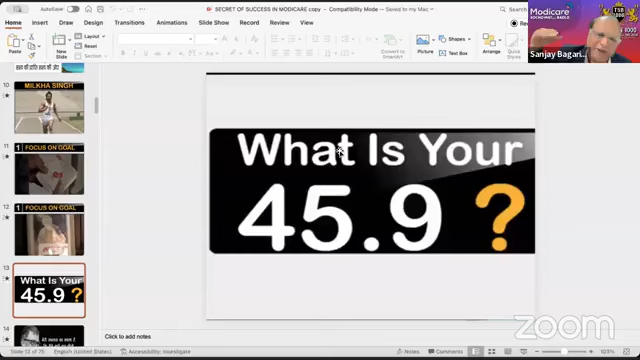 AutoSave
SECRET OF SUCCESS IN MODICARE copy - Compatibility Mode - Saved to my Mac
Home Insert Draw Design Transitions Animations Slide Show Record Review
Paste
New
Slide
Layout
Reset
Section
Convert to
SmartArt
Picture
Shapes
Text Box
Arrange
Quick
Styles
Modicare
TSB
Sanjay Bagari...
10
MILKHA SINGH
11
1 FOCUS ON GOAL
12
1 FOCUS ON GOAL
13
What Is Your
45.9 ?
14
What Is Your
45.9 ?
Click to add notes
Slide 13 of 75 English (United States) Accessibility: Investigate
Notes Comments
zoom